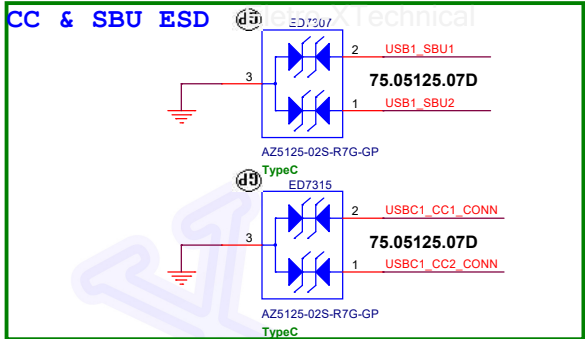 CC & SBU ESD
XTechnical
ED7307
2 USB1_SBU1
3
75.05125.07D
1 USB1_SBU2
AZ5125-02S-R7G-GP
TypeC
ED7315
2 USBC1_CC1_CONN
3
75.05125.07D
1 USBC1_CC2_CONN
AZ5125-02S-R7G-GP
TypeC